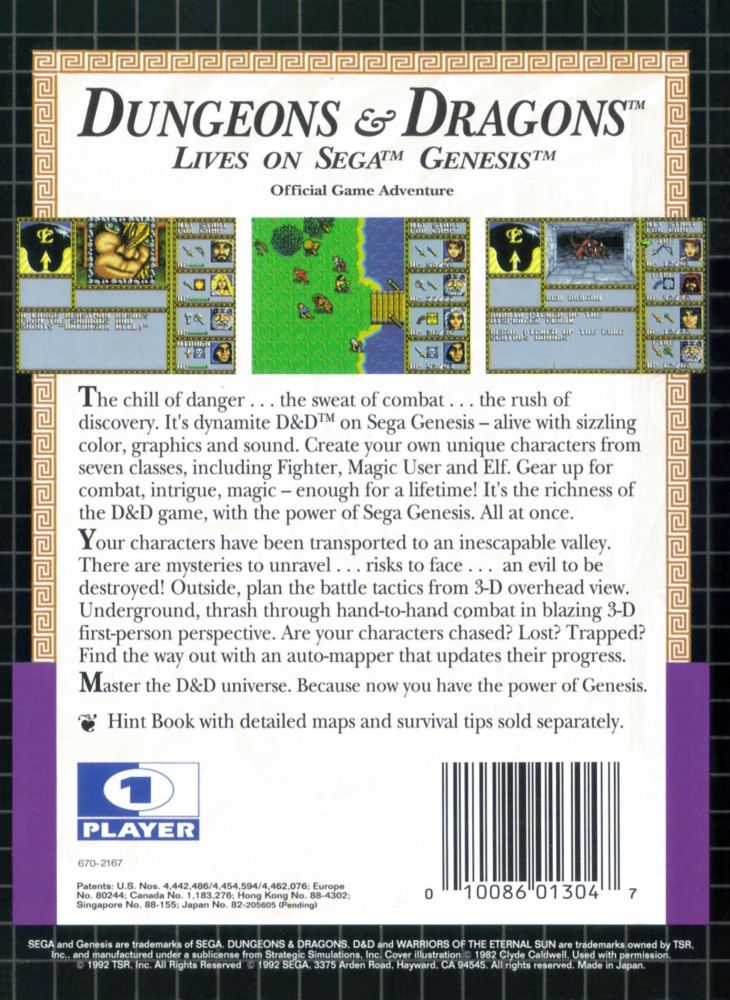 DUNGEONS & DRAGONS™
LIVES ON SEGA™ GENESIS™
Official Game Adventure
RED DRAGON
The chill of danger . . . the sweat of combat . . . the rush of
discovery. It's dynamite D&D™ on Sega Genesis – alive with sizzling
color, graphics and sound. Create your own unique characters from
seven classes, including Fighter, Magic User and Elf. Gear up for
combat, intrigue, magic – enough for a lifetime! It's the richness of
the D&D game, with the power of Sega Genesis. All at once.
Your characters have been transported to an inescapable valley.
There are mysteries to unravel . . . risks to face . . . an evil to be
destroyed! Outside, plan the battle tactics from 3-D overhead view.
Underground, thrash through hand-to-hand combat in blazing 3-D
first-person perspective. Are your characters chased? Lost? Trapped?
Find the way out with an auto-mapper that updates their progress.
Master the D&D universe. Because now you have the power of Genesis.
Hint Book with detailed maps and survival tips sold separately.
1
PLAYER
670-2167
Patents: U.S. Nos. 4,442,486/4,454,594/4,462,076; Europe
No. 80244; Canada No. 1,183,276; Hong Kong No. 88-4302;
Singapore No. 88-155; Japan No. 82-205605 (Pending)
0 10086 01304 7
SEGA and Genesis are trademarks of SEGA. DUNGEONS & DRAGONS, D&D and WARRIORS OF THE ETERNAL SUN are trademarks owned by TSR,
Inc., and manufactured under a sublicense from Strategic Simulations, Inc. Cover illustration © 1982 Clyde Caldwell. Used with permission.
© 1992 TSR, Inc. All Rights Reserved © 1992 SEGA, 3375 Arden Road, Hayward, CA 94545. All rights reserved. Made in Japan.